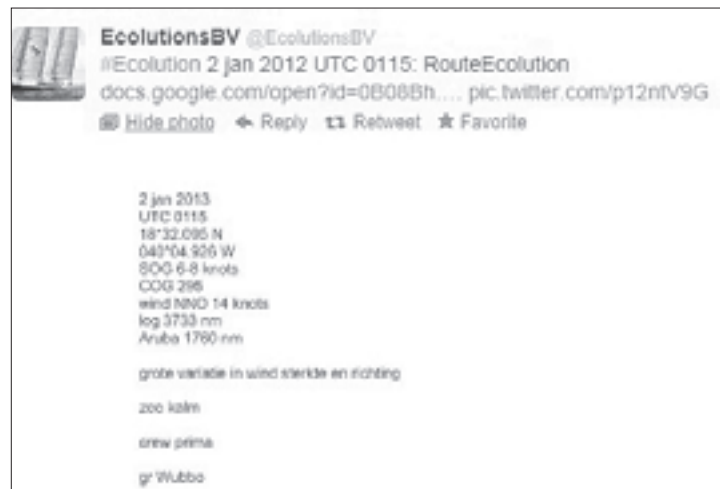 EcolutionsBV @EcolutionsBV
#Ecolution 2 jan 2012 UTC 0115: RouteEcolution
docs.google.com/open?id=0B08Bh.... pic.twitter.com/p12ntV9G
Hide photo Reply Retweet Favorite
2 jan 2013
UTC 0115
18°32.095 N
040°04.926 W
SOG 6-8 knots
COG 295
wind NNO 14 knots
log 3733 nm
Aruba 1760 nm
grote variatie in wind sterkte en richting
zee kalm
crew prima
gr Wubbo